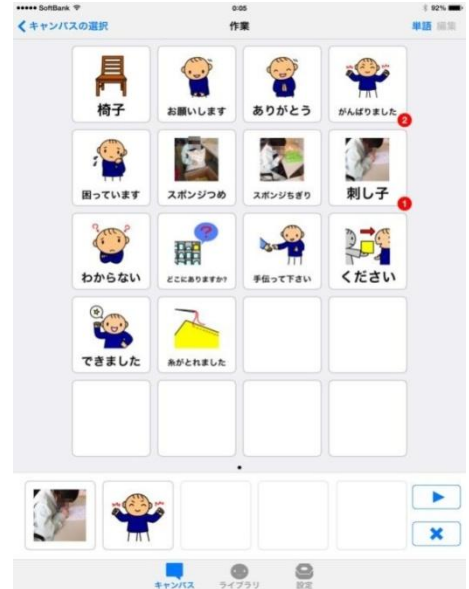 SoftBank 0:05 92%
キャンバスの選択 作業 単語 編集
椅子 お願いします ありがとう がんばりました
2
困っています スポンジつめ スポンジちぎり 刺し子
1
わからない どこにありますか? 手伝って下さい ください
できました 糸がとれました
キャンバス ライブラリ 設定